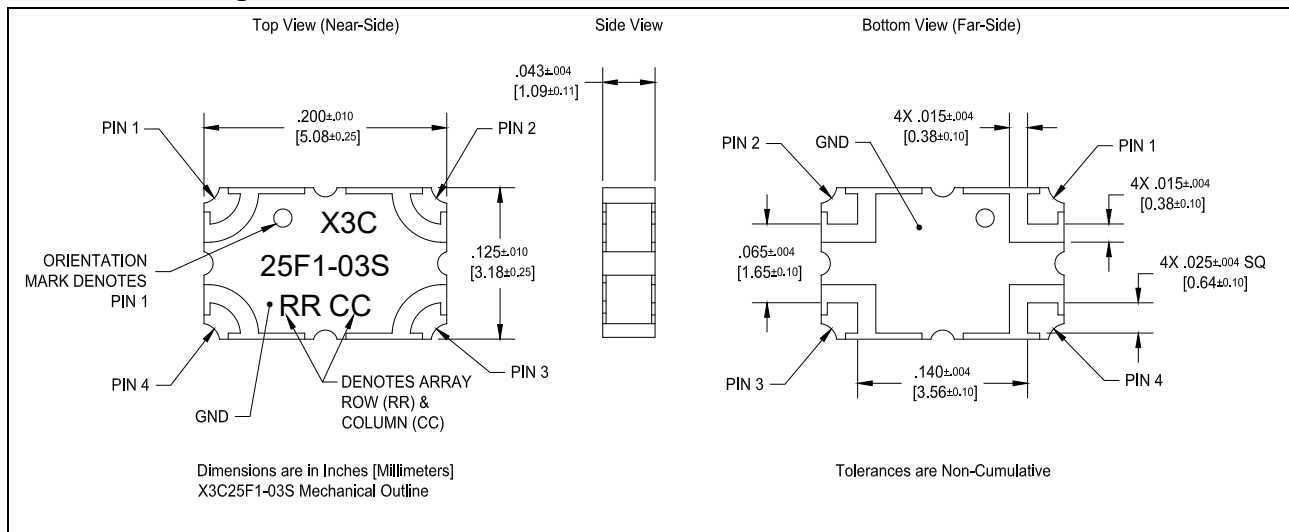 Top View (Near-Side)
Side View
Bottom View (Far-Side)
.043±.004
[1.09±0.11]
.200±.010
[5.08±0.25]
PIN 1
PIN 2
4X .015±.004
[0.38±0.10]
PIN 2
GND
PIN 1
4X .015±.004
[0.38±0.10]
X3C
25F1-03S
RR CC
.125±.010
[3.18±0.25]
ORIENTATION
MARK DENOTES
PIN 1
.065±.004
[1.65±0.10]
4X .025±.004 SQ
[0.64±0.10]
PIN 4
GND
DENOTES ARRAY
ROW (RR) &
COLUMN (CC)
PIN 3
PIN 3
.140±.004
[3.56±0.10]
PIN 4
Dimensions are in Inches [Millimeters]
X3C25F1-03S Mechanical Outline
Tolerances are Non-Cumulative